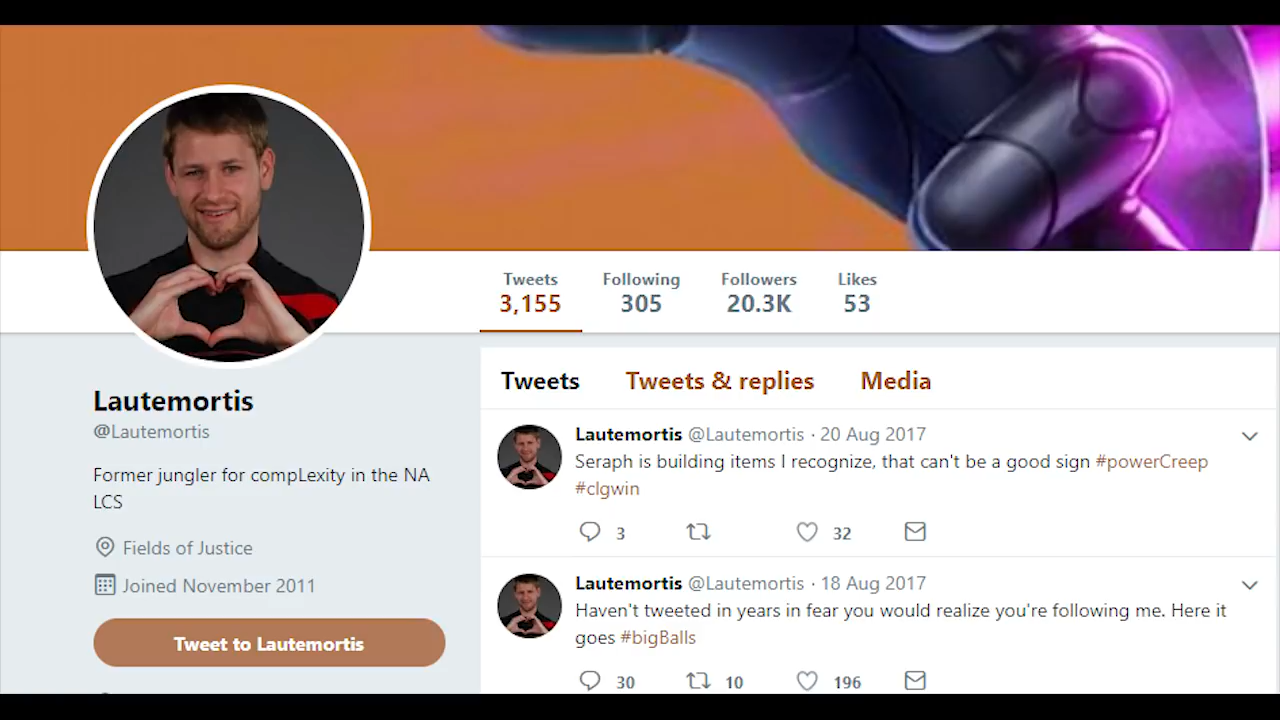 Tweets Following Followers Likes
3,155 305 20.3K 53
Lautemortis
@Lautemortis
Former jungler for compLexity in the NA
LCS
Fields of Justice
Joined November 2011
Tweet to Lautemortis
Tweets Tweets & replies Media
Lautemortis @Lautemortis · 20 Aug 2017
Seraph is building items I recognize, that can't be a good sign #powerCreep
#clgwin
3 32
Lautemortis @Lautemortis · 18 Aug 2017
Haven't tweeted in years in fear you would realize you're following me. Here it
goes #bigBalls
30 10 196